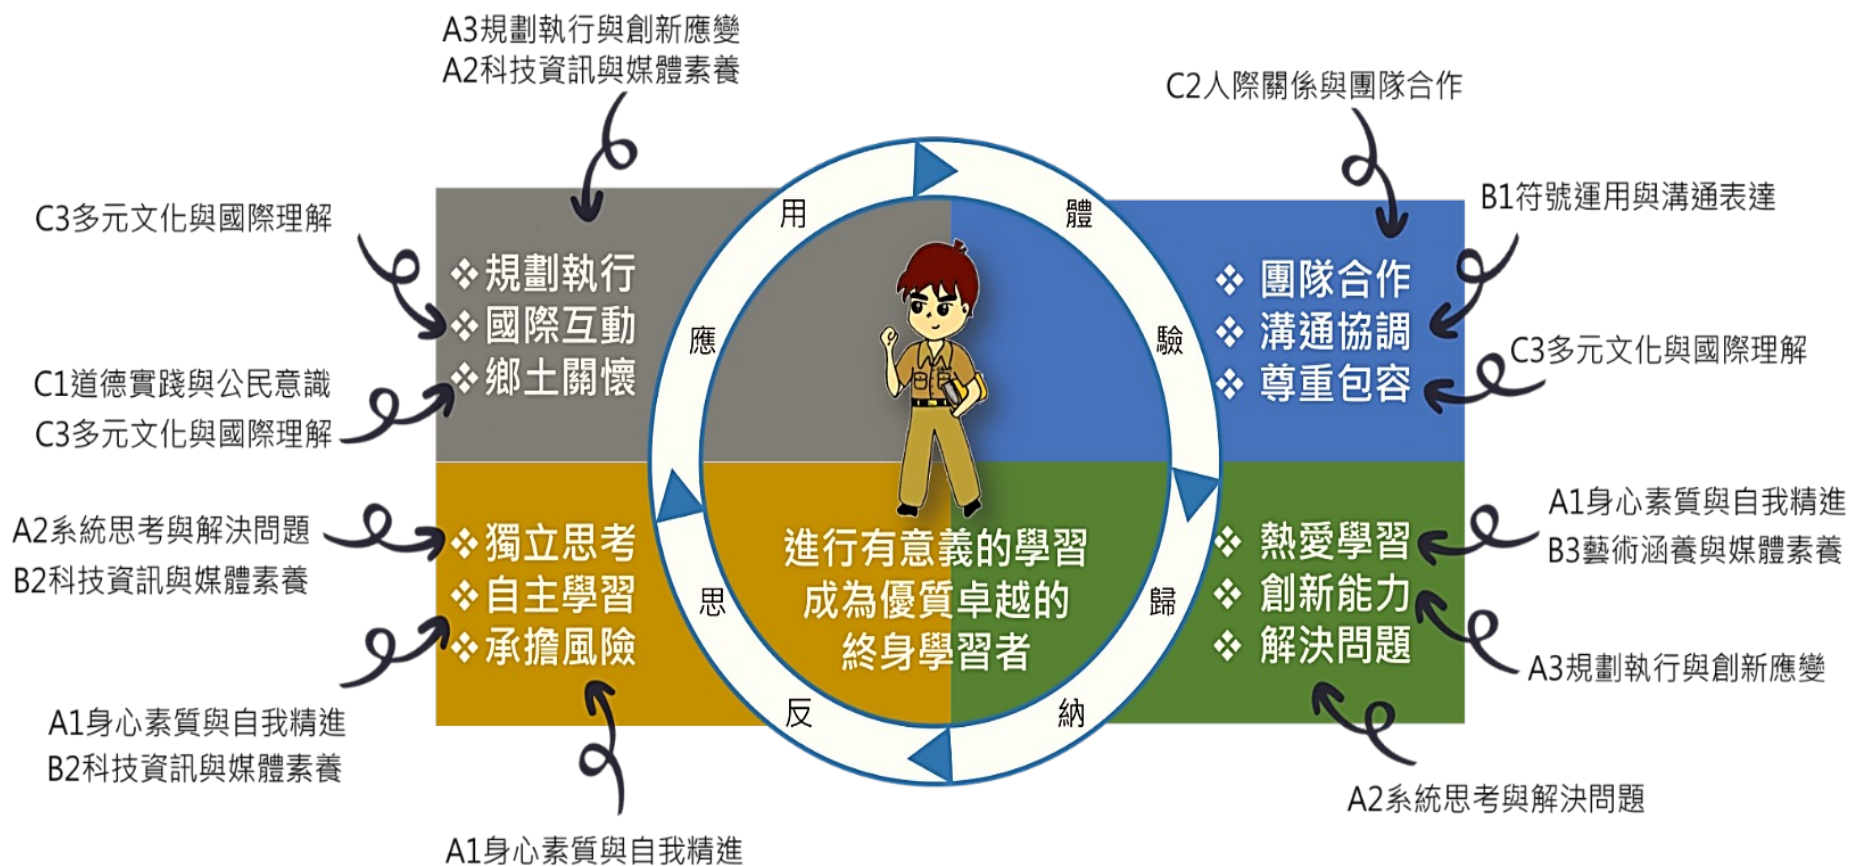 A3規劃執行與創新應變
A2科技資訊與媒體素養
C2人際關係與團隊合作
C3多元文化與國際理解
B1符號運用與溝通表達
C3多元文化與國際理解
C1道德實踐與公民意識
C3多元文化與國際理解
❖規劃執行
❖國際互動
❖鄉土關懷
應用
體驗
❖ 團隊合作
❖ 溝通協調
❖ 尊重包容
A2系統思考與解決問題
B2科技資訊與媒體素養
❖獨立思考
❖自主學習
❖承擔風險
反思
進行有意義的學習
成為優質卓越的
終身學習者
歸納
❖ 熱愛學習
❖ 創新能力
❖ 解決問題
A1身心素質與自我精進
B3藝術涵養與媒體素養
A3規劃執行與創新應變
A1身心素質與自我精進
B2科技資訊與媒體素養
A2系統思考與解決問題
A1身心素質與自我精進